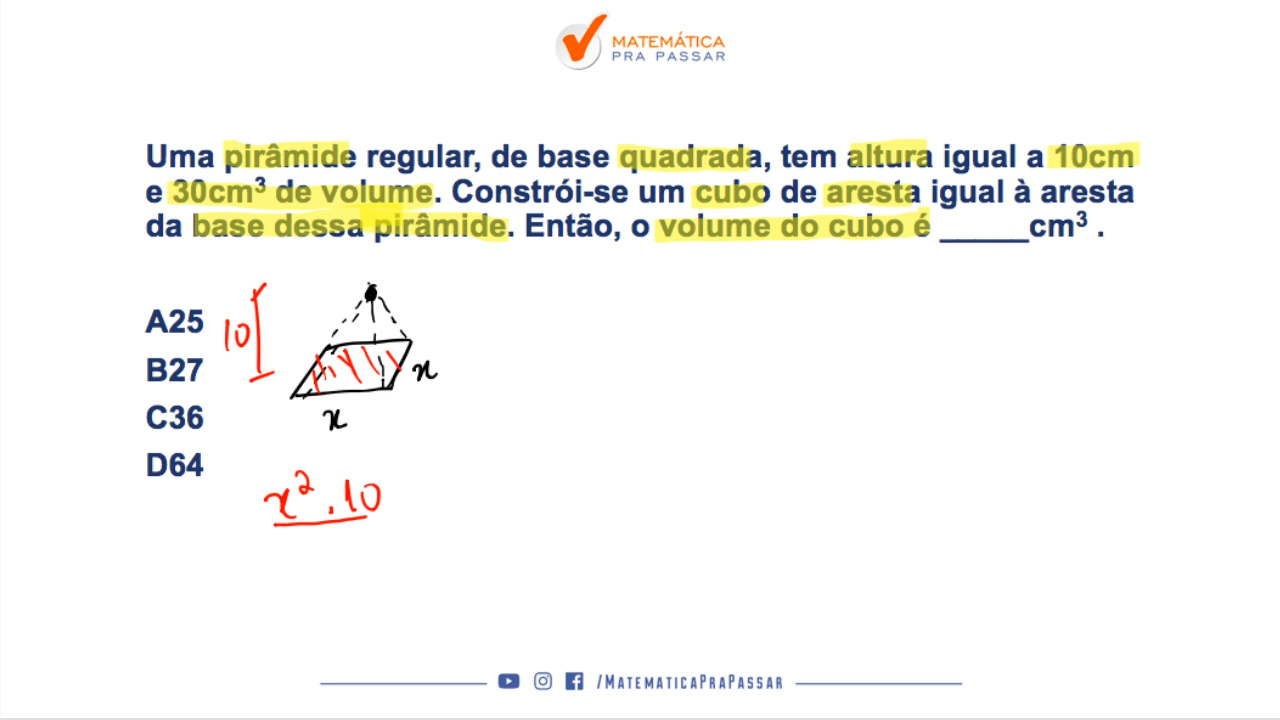 MATEMÁTICA
PRA PASSAR
Uma pirâmide regular, de base quadrada, tem altura igual a 10cm
e 30cm³ de volume. Constrói-se um cubo de aresta igual à aresta
da base dessa pirâmide. Então, o volume do cubo é _____cm³ .
A25
B27
C36
D64
10
x
x
x² . 10
/MATEMATICAPRAPASSAR